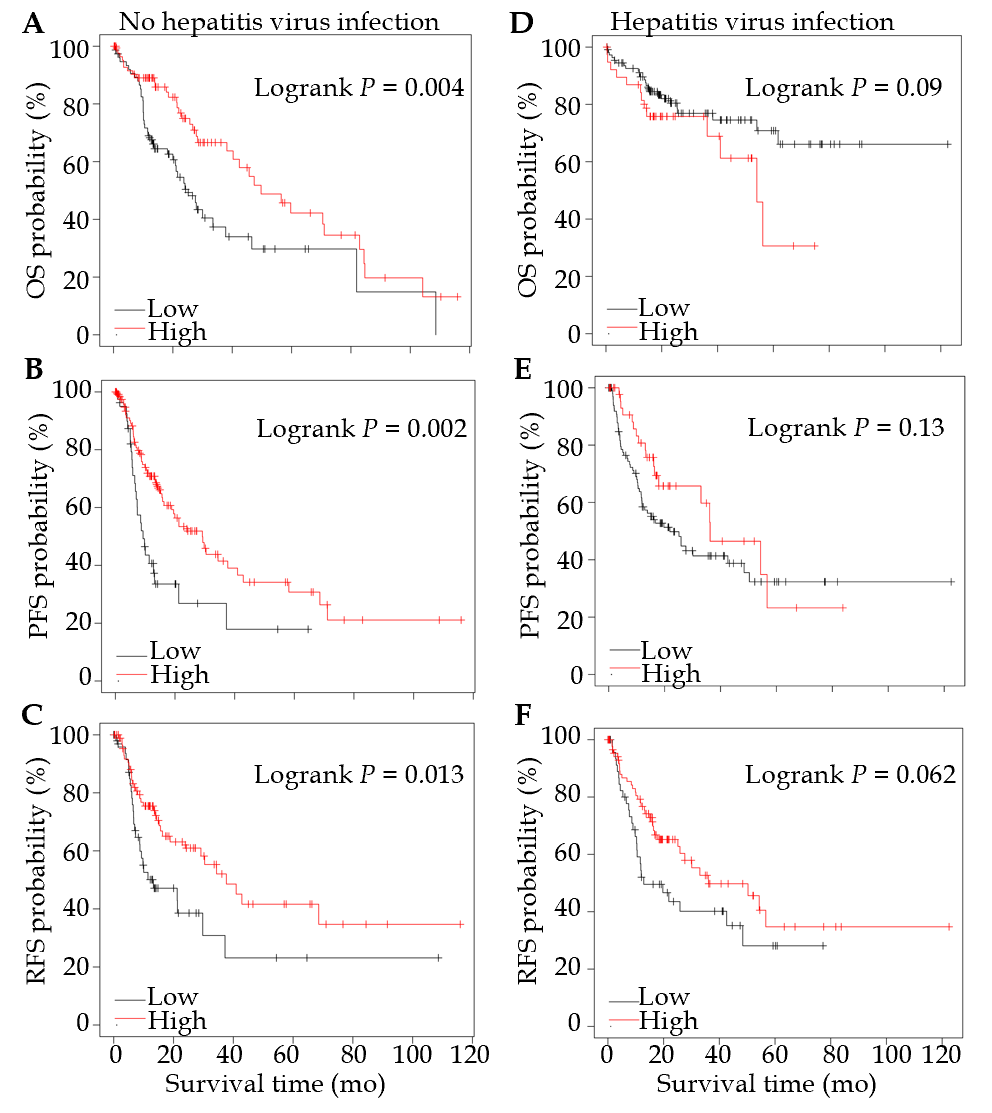 A
No hepatitis virus infection
100
80
60
40
20
0
OS probability (%)
Logrank P = 0.004
Low
High
B
100
80
60
40
20
0
PFS probability (%)
Logrank P = 0.002
Low
High
C
100
80
60
40
20
0
RFS probability (%)
Logrank P = 0.013
Low
High
0 20 40 60 80 100 120
Survival time (mo)
D
Hepatitis virus infection
100
80
60
40
20
0
OS probability (%)
Logrank P = 0.09
Low
High
E
100
80
60
40
20
0
PFS probability (%)
Logrank P = 0.13
Low
High
F
100
80
60
40
20
0
RFS probability (%)
Logrank P = 0.062
Low
High
0 20 40 60 80 100 120
Survival time (mo)